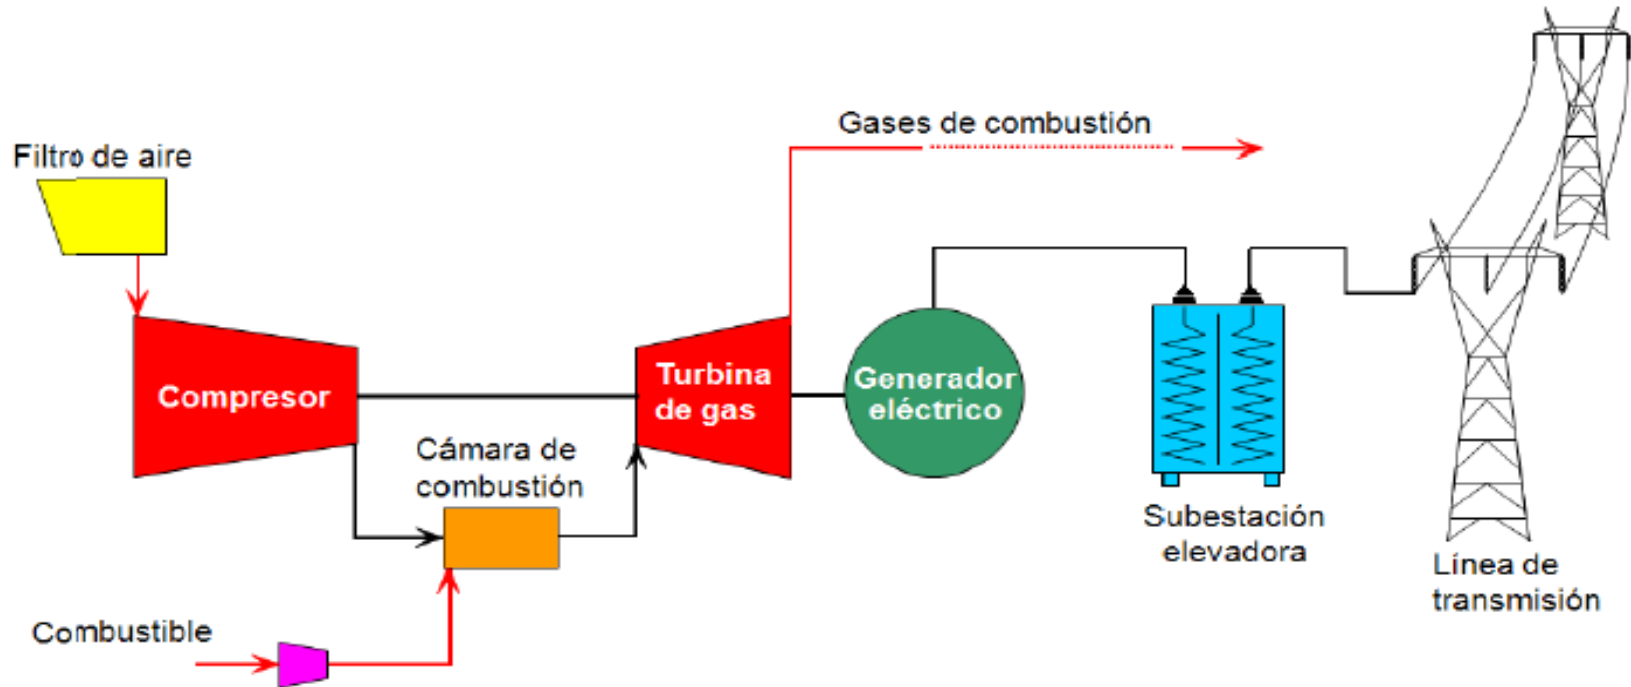 Gases de combustión
Filtro de aire
Compresor
Turbina
de gas
Generador
eléctrico
Cámara de
combustión
Subestación
elevadora
Línea de
transmisión
Combustible